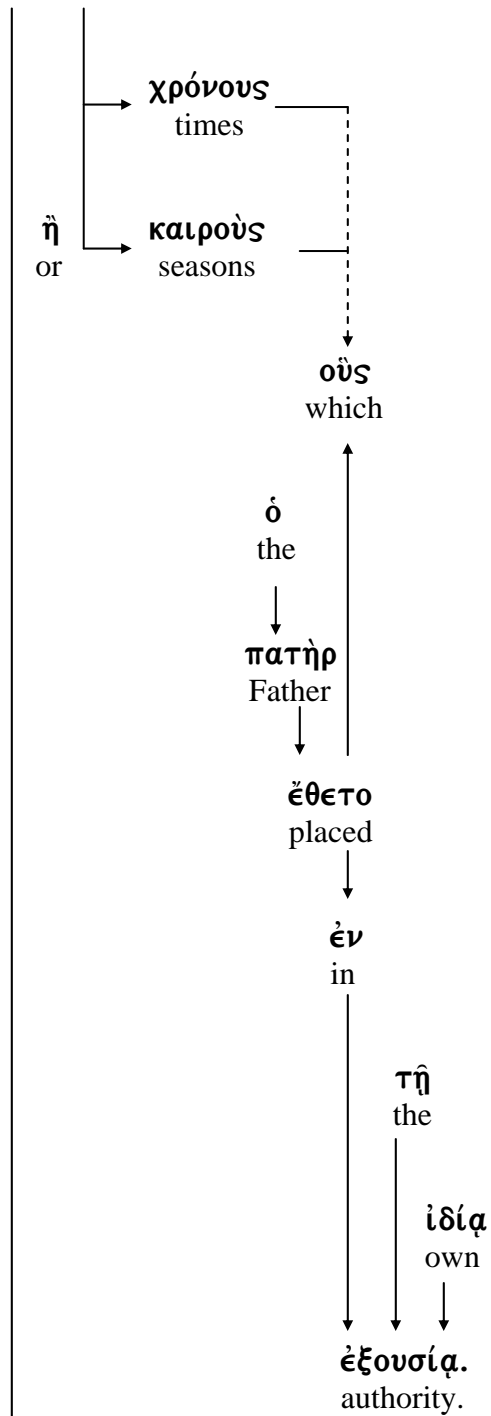 χρόνους
times
ἢ καιροὺς
or seasons
οὓς
which
ὁ
the
πατὴρ
Father
ἔθετο
placed
ἐν
in
τῇ
the
ἰδίᾳ
own
ἐξουσίᾳ.
authority.